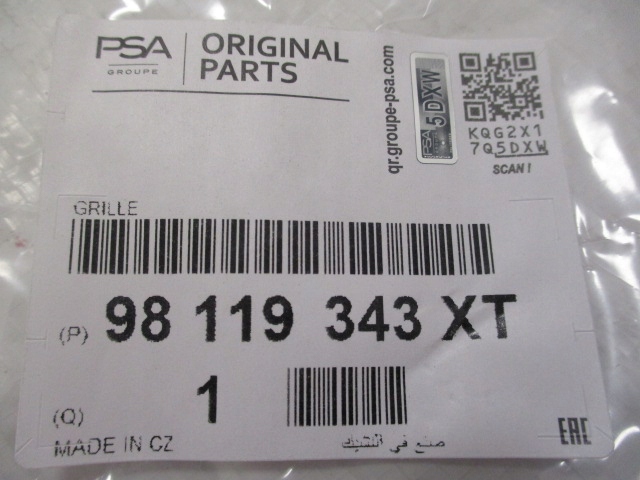 PSA
GROUPE
ORIGINAL
PARTS
qr.groupe-psa.com
PSA 5DXW
KQG2X1
7Q5DXW
SCAN!
GRILLE
(P) 98 119 343 XT
(Q) 1
MADE IN CZ
صنع في التشيك
EAC